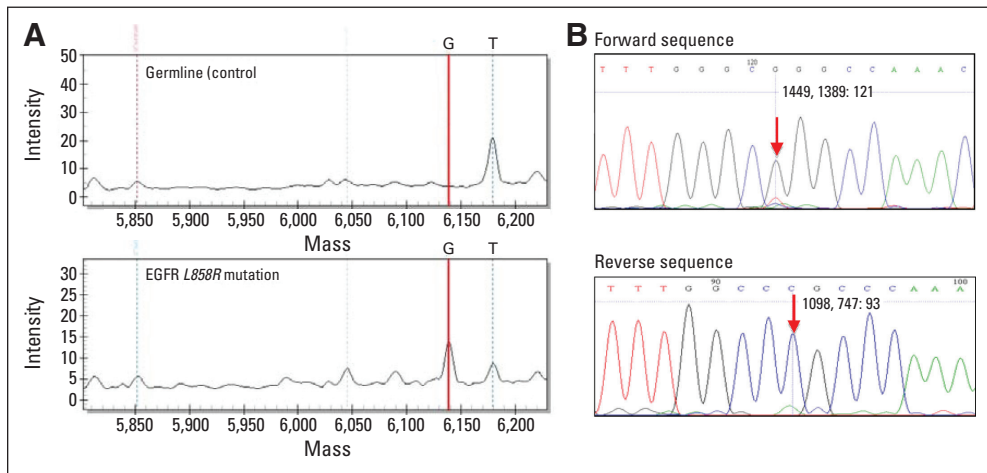 A
G T
50
40
30
20
10
0
Intensity
Germline (control
5,850 5,900 5,950 6,000 6,050 6,100 6,150 6,200
Mass
G T
30
25
20
15
10
5
0
Intensity
EGFR L858R mutation
5,850 5,900 5,950 6,000 6,050 6,100 6,150 6,200
Mass
B
Forward sequence
120
T T T G G G C G G G C C A A A C
1449, 1389: 121
Reverse sequence
90 100
T T T G G C C C G C C C A A A
1098, 747: 93